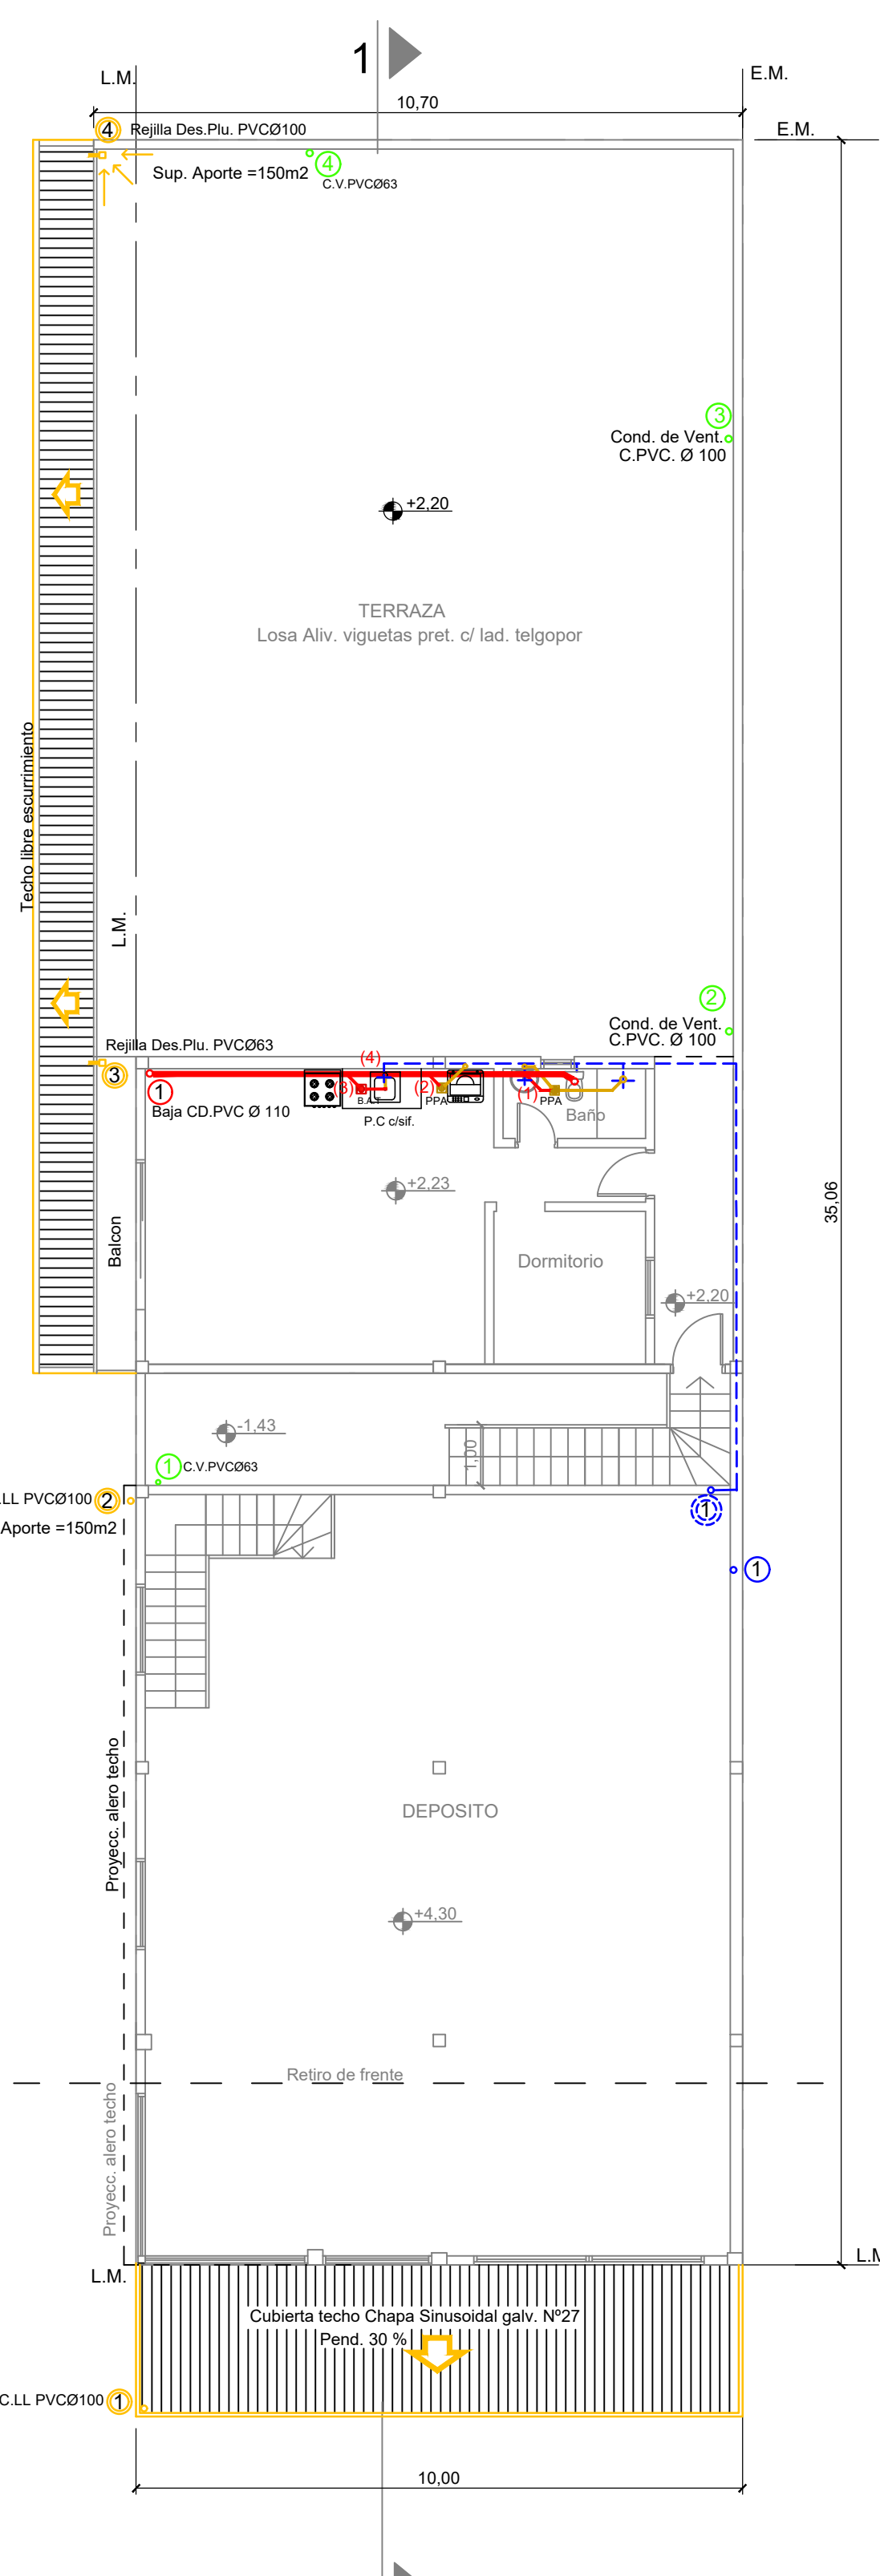 1
L.M.
E.M.
10,70
4
Rejilla Des.Plu. PVCØ100
E.M.
Sup. Aporte =150m2
4
C.V.PVCØ63
3
Cond. de Vent.
C.PVC. Ø 100
+2,20
TERRAZA
Losa Aliv. viguetas pret. c/ lad. telgopor
Techo libre escurrimiento
L.M.
2
Cond. de Vent.
C.PVC. Ø 100
Rejilla Des.Plu. PVCØ63
3
1
Baja CD.PVC Ø 110
(4)
(3)
(2)
(1)
PPA
PPA
P.C c/sif.
Baño
+2,23
35,06
Balcon
Dormitorio
+2,20
-1,43
1,00
1
C.V.PVCØ63
.LL PVCØ100
2
Aporte =150m2
1
1
Proyecc. alero techo
DEPOSITO
+4,30
Retiro de frente
Proyecc. alero techo
L.M.
L.M
Cubierta techo Chapa Sinusoidal galv. Nº27
Pend. 30 %
C.LL PVCØ100
1
10,00